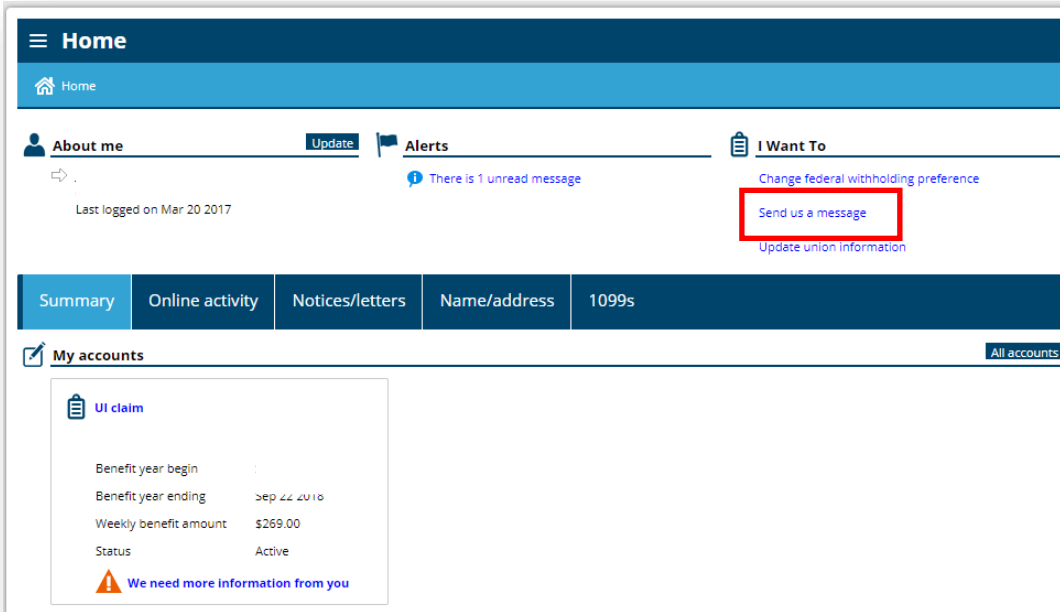 Home
Home
About me
Update
Alerts
I Want To
There is 1 unread message
Change federal withholding preference
Last logged on Mar 20 2017
Send us a message
Update union information
Summary
Online activity
Notices/letters
Name/address
1099s
My accounts
All accounts
UI claim
Benefit year begin
Benefit year ending Sep 22 2018
Weekly benefit amount $269.00
Status Active
We need more information from you